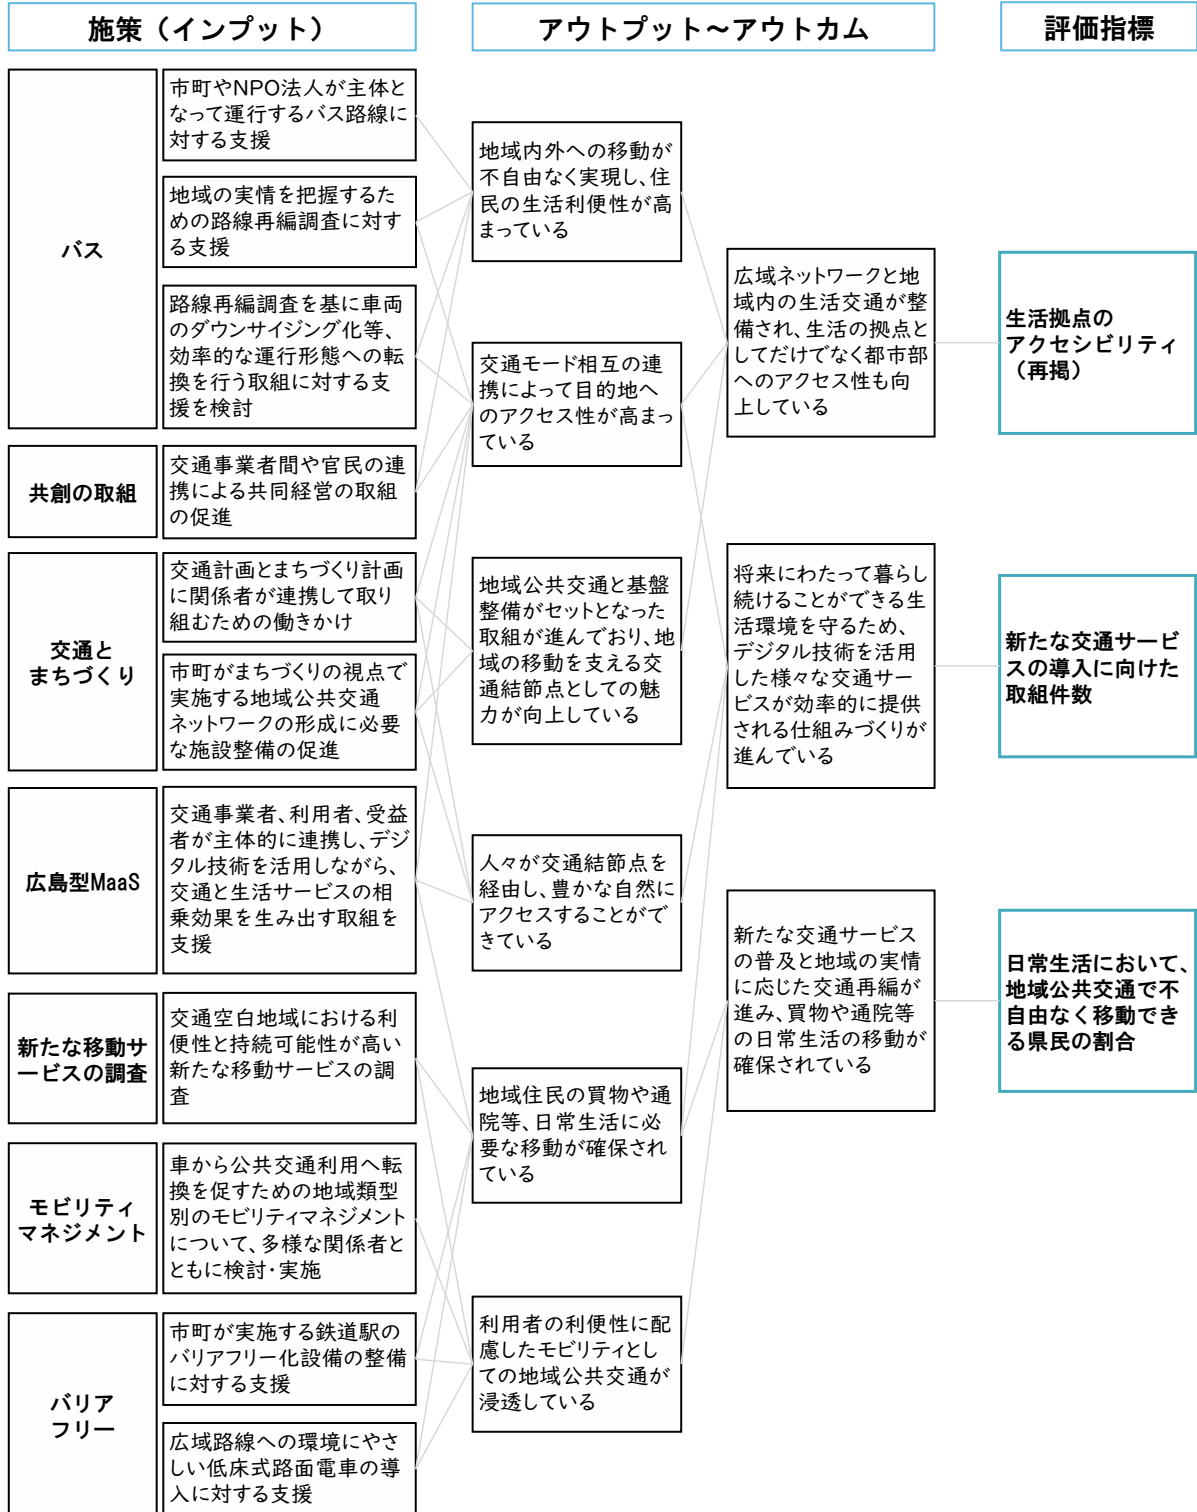 施策（インプット）
アウトプット～アウトカム
評価指標
バス
市町やNPO法人が主体と
なって運行するバス路線に
対する支援
地域の実情を把握するた
めの路線再編調査に対す
る支援
路線再編調査を基に車両
のダウンサイジング化等、
効率的な運行形態への転
換を行う取組に対する支
援を検討
共創の取組
交通事業者間や官民の連
携による共同経営の取組
の促進
交通と
まちづくり
交通計画とまちづくり計画
に関係者が連携して取り
組むための働きかけ
市町がまちづくりの視点で
実施する地域公共交通
ネットワークの形成に必要
な施設整備の促進
広島型MaaS
交通事業者、利用者、受益
者が主体的に連携し、デジ
タル技術を活用しながら、
交通と生活サービスの相
乗効果を生み出す取組を
支援
新たな移動サ
ービスの調査
交通空白地域における利
便性と持続可能性が高い
新たな移動サービスの調
査
モビリティ
マネジメント
車から公共交通利用へ転
換を促すための地域類型
別のモビリティマネジメント
について、多様な関係者と
ともに検討・実施
バリア
フリー
市町が実施する鉄道駅の
バリアフリー化設備の整備
に対する支援
広域路線への環境にやさ
しい低床式路面電車の導
入に対する支援
地域内外への移動が
不自由なく実現し、住
民の生活利便性が高
まっている
交通モード相互の連
携によって目的地へ
のアクセス性が高まっ
ている
地域公共交通と基盤
整備がセットとなった
取組が進んでおり、地
域の移動を支える交
通結節点としての魅
力が向上している
人々が交通結節点を
経由し、豊かな自然に
アクセスすることがで
きている
地域住民の買物や通
院等、日常生活に必
要な移動が確保され
ている
利用者の利便性に配
慮したモビリティとし
ての地域公共交通が
浸透している
広域ネットワークと地
域内の生活交通が整
備され、生活の拠点と
してだけでなく都市部
へのアクセス性も向
上している
将来にわたって暮らし
続けることができる生
活環境を守るため、
デジタル技術を活用
した様々な交通サー
ビスが効率的に提供
される仕組みづくりが
進んでいる
新たな交通サービス
の普及と地域の実情
に応じた交通再編が
進み、買物や通院等
の日常生活の移動が
確保されている
生活拠点の
アクセシビリティ
（再掲）
新たな交通サービ
スの導入に向けた
取組件数
日常生活において、
地域公共交通で不
自由なく移動でき
る県民の割合